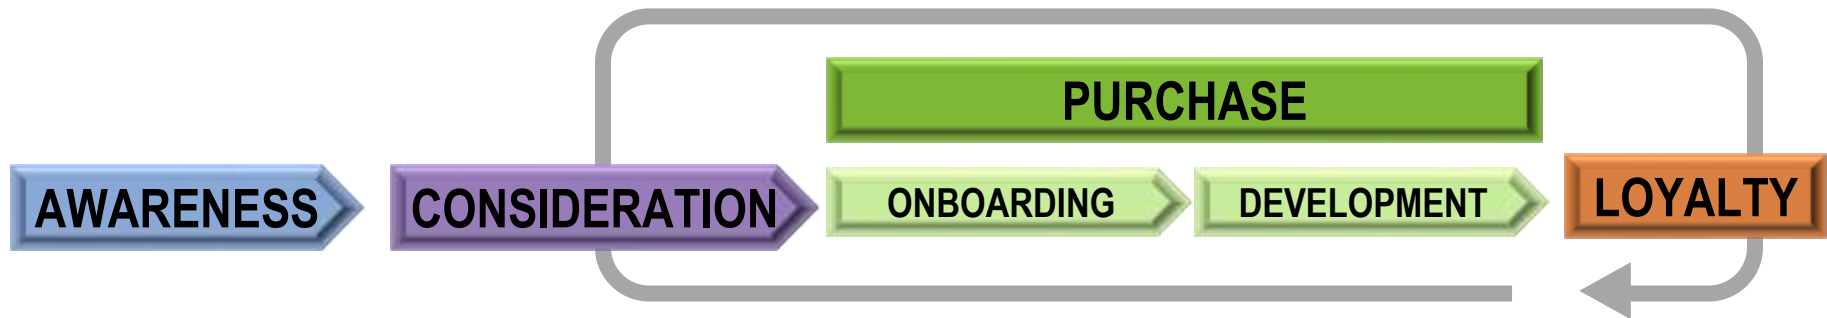 PURCHASE
AWARENESS
CONSIDERATION
ONBOARDING
DEVELOPMENT
LOYALTY